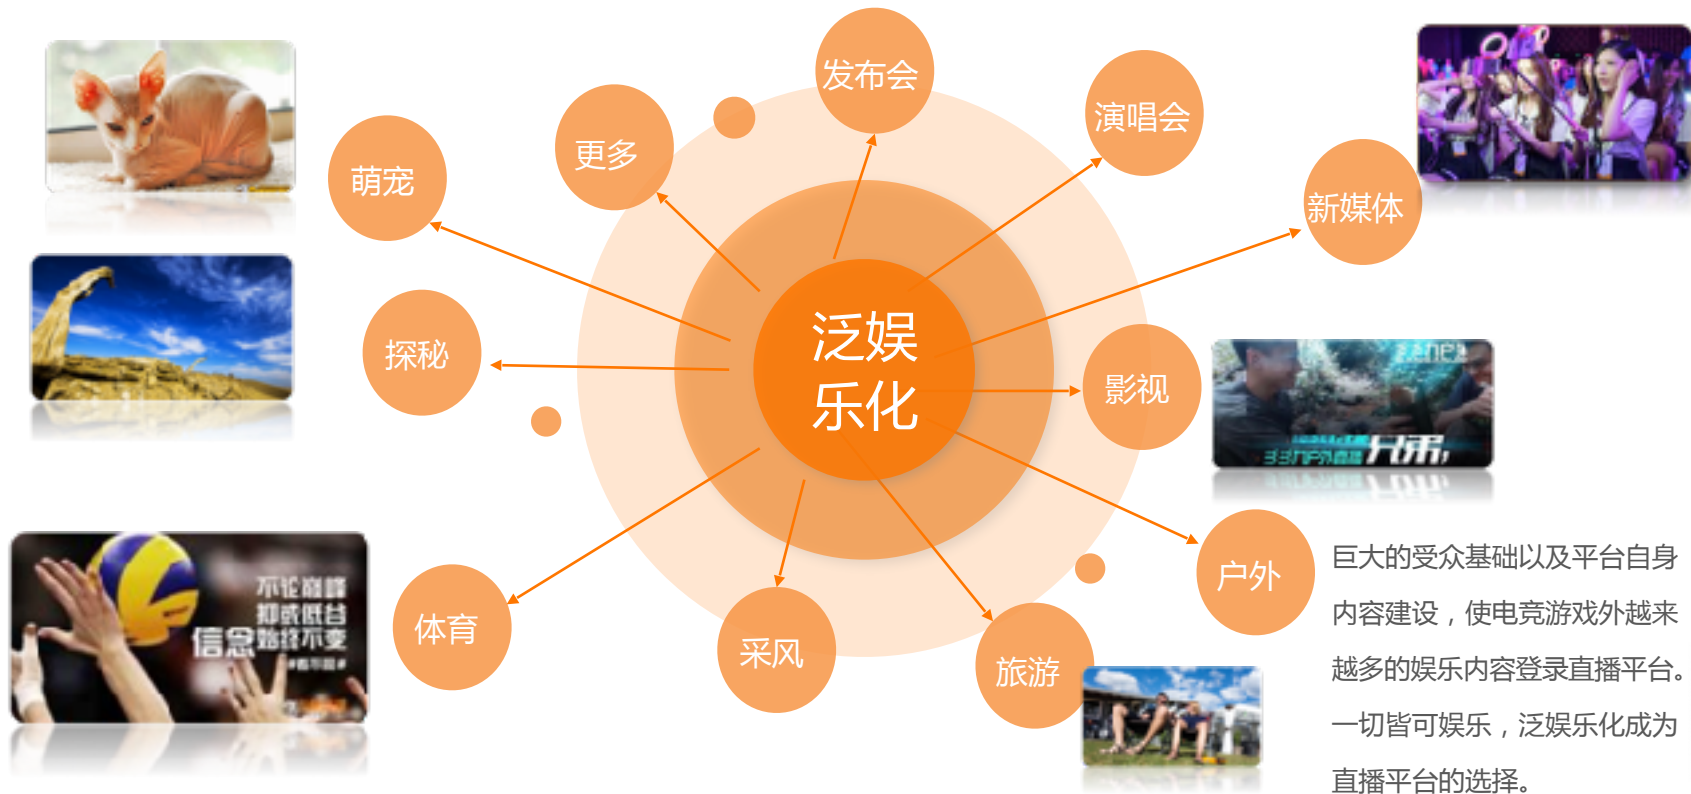 发布会
演唱会
更多
萌宠
新媒体
泛娱
乐化
探秘
影视
兄弟,
不论巅峰
抑或低谷
信念始终不变
体育
采风
旅游
户外
巨大的受众基础以及平台自身
内容建设，使电竞游戏外越来
越多的娱乐内容登录直播平台。
一切皆可娱乐，泛娱乐化成为
直播平台的选择。